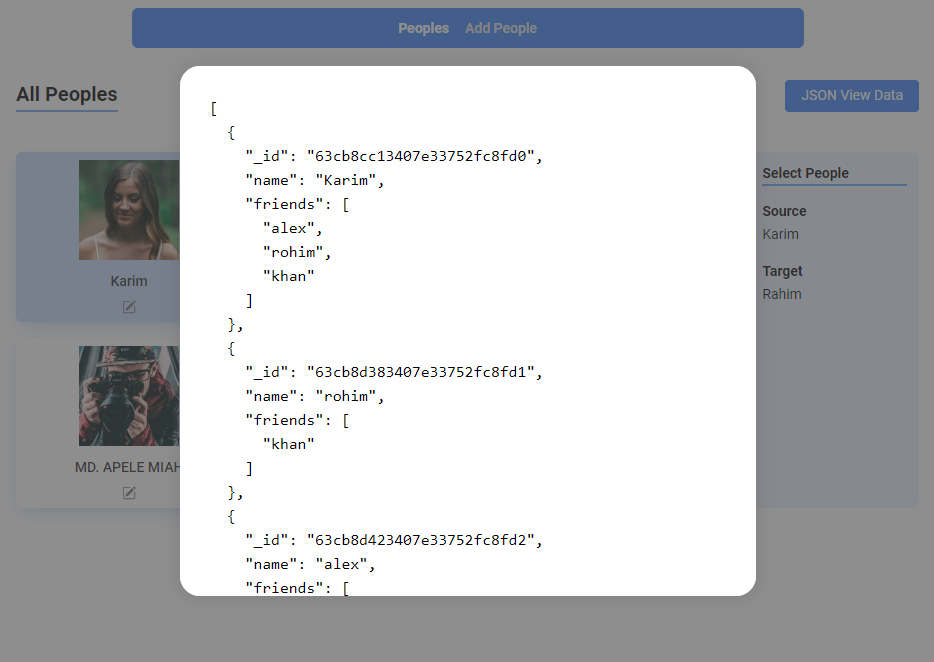 Peoples Add People
All Peoples
JSON View Data
[
{
"_id": "63cb8cc13407e33752fc8fd0",
"name": "Karim",
"friends": [
"alex",
"rohim",
"khan"
]
},
{
"_id": "63cb8d383407e33752fc8fd1",
"name": "rohim",
"friends": [
"khan"
]
},
{
"_id": "63cb8d423407e33752fc8fd2",
"name": "alex",
"friends": [
Karim
MD. APELE MIAH
Select People
Source
Karim
Target
Rahim